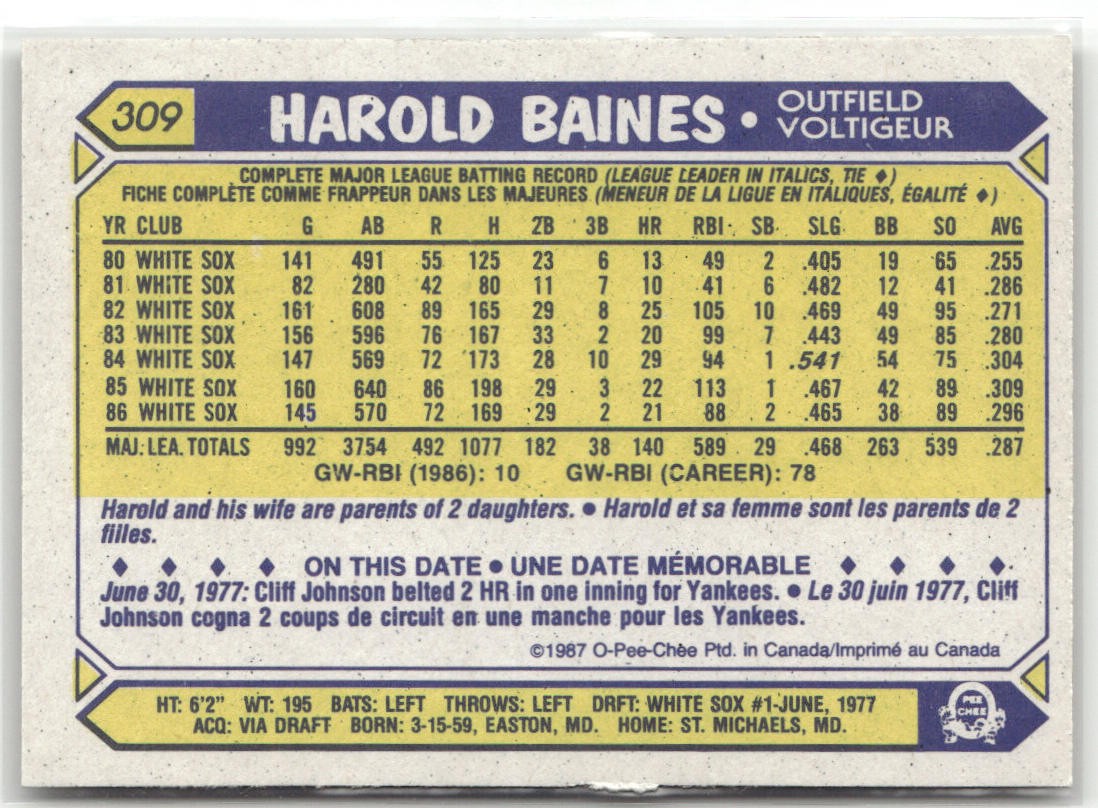 309 HAROLD BAINES • OUTFIELD
VOLTIGEUR
COMPLETE MAJOR LEAGUE BATTING RECORD (LEAGUE LEADER IN ITALICS, TIE ♦)
FICHE COMPLÈTE COMME FRAPPEUR DANS LES MAJEURES (MENEUR DE LA LIGUE EN ITALIQUES, ÉGALITÉ ♦)
YR CLUB G AB R H 2B 3B HR RBI SB SLG BB SO AVG
80 WHITE SOX 141 491 55 125 23 6 13 49 2 .405 19 65 .255
81 WHITE SOX 82 280 42 80 11 7 10 41 6 .482 12 41 .286
82 WHITE SOX 161 608 89 165 29 8 25 105 10 .469 49 95 .271
83 WHITE SOX 156 596 76 167 33 2 20 99 7 .443 49 85 .280
84 WHITE SOX 147 569 72 173 28 10 29 94 1 .541 54 75 .304
85 WHITE SOX 160 640 86 198 29 3 22 113 1 .467 42 89 .309
86 WHITE SOX 145 570 72 169 29 2 21 88 2 .465 38 89 .296
MAJ. LEA. TOTALS 992 3754 492 1077 182 38 140 589 29 .468 263 539 .287
GW-RBI (1986): 10 GW-RBI (CAREER): 78
Harold and his wife are parents of 2 daughters. • Harold et sa femme sont les parents de 2
filles.
♦ ♦ ♦ ♦ ON THIS DATE • UNE DATE MÉMORABLE ♦ ♦ ♦ ♦
June 30, 1977: Cliff Johnson belted 2 HR in one inning for Yankees. • Le 30 juin 1977, Cliff
Johnson cogna 2 coups de circuit en une manche pour les Yankees.
©1987 O-Pee-Chee Ptd. in Canada/Imprimé au Canada
HT: 6'2" WT: 195 BATS: LEFT THROWS: LEFT DRFT: WHITE SOX #1-JUNE, 1977
ACQ: VIA DRAFT BORN: 3-15-59, EASTON, MD. HOME: ST. MICHAELS, MD.
O
PEE
CHEE